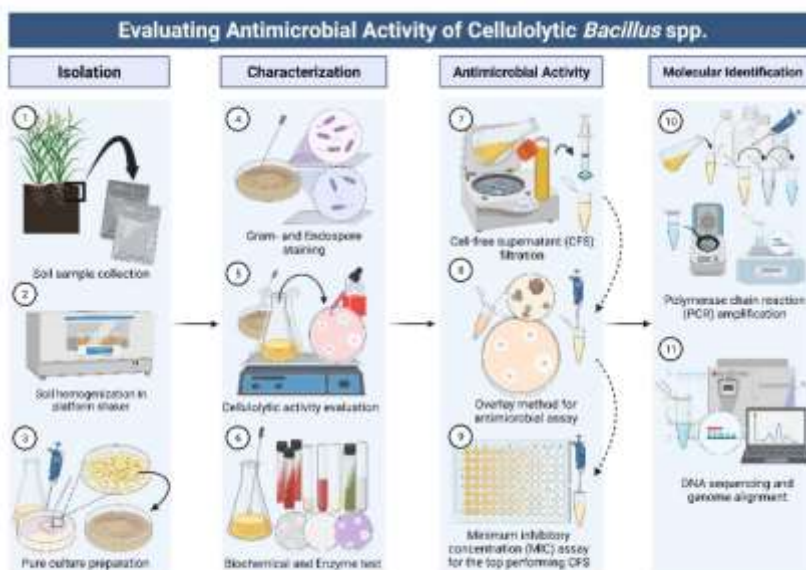 Evaluating Antimicrobial Activity of Cellulolytic Bacillus spp.
Isolation
1
Soil sample collection
2
Soil homogenization in
platform shaker
3
Pure culture preparation
Characterization
4
Gram- and Endospore
staining
5
Cellulolytic activity evaluation
6
Biochemical and Enzyme test
Antimicrobial Activity
7
Cell-free supernatant (CFS)
filtration
8
Overlay method for
antimicrobial assay
9
Minimum inhibitory
concentration (MIC) assay
for the top performing CFS
Molecular Identification
10
Polymerase chain reaction
(PCR) amplification
11
DNA sequencing and
genome alignment